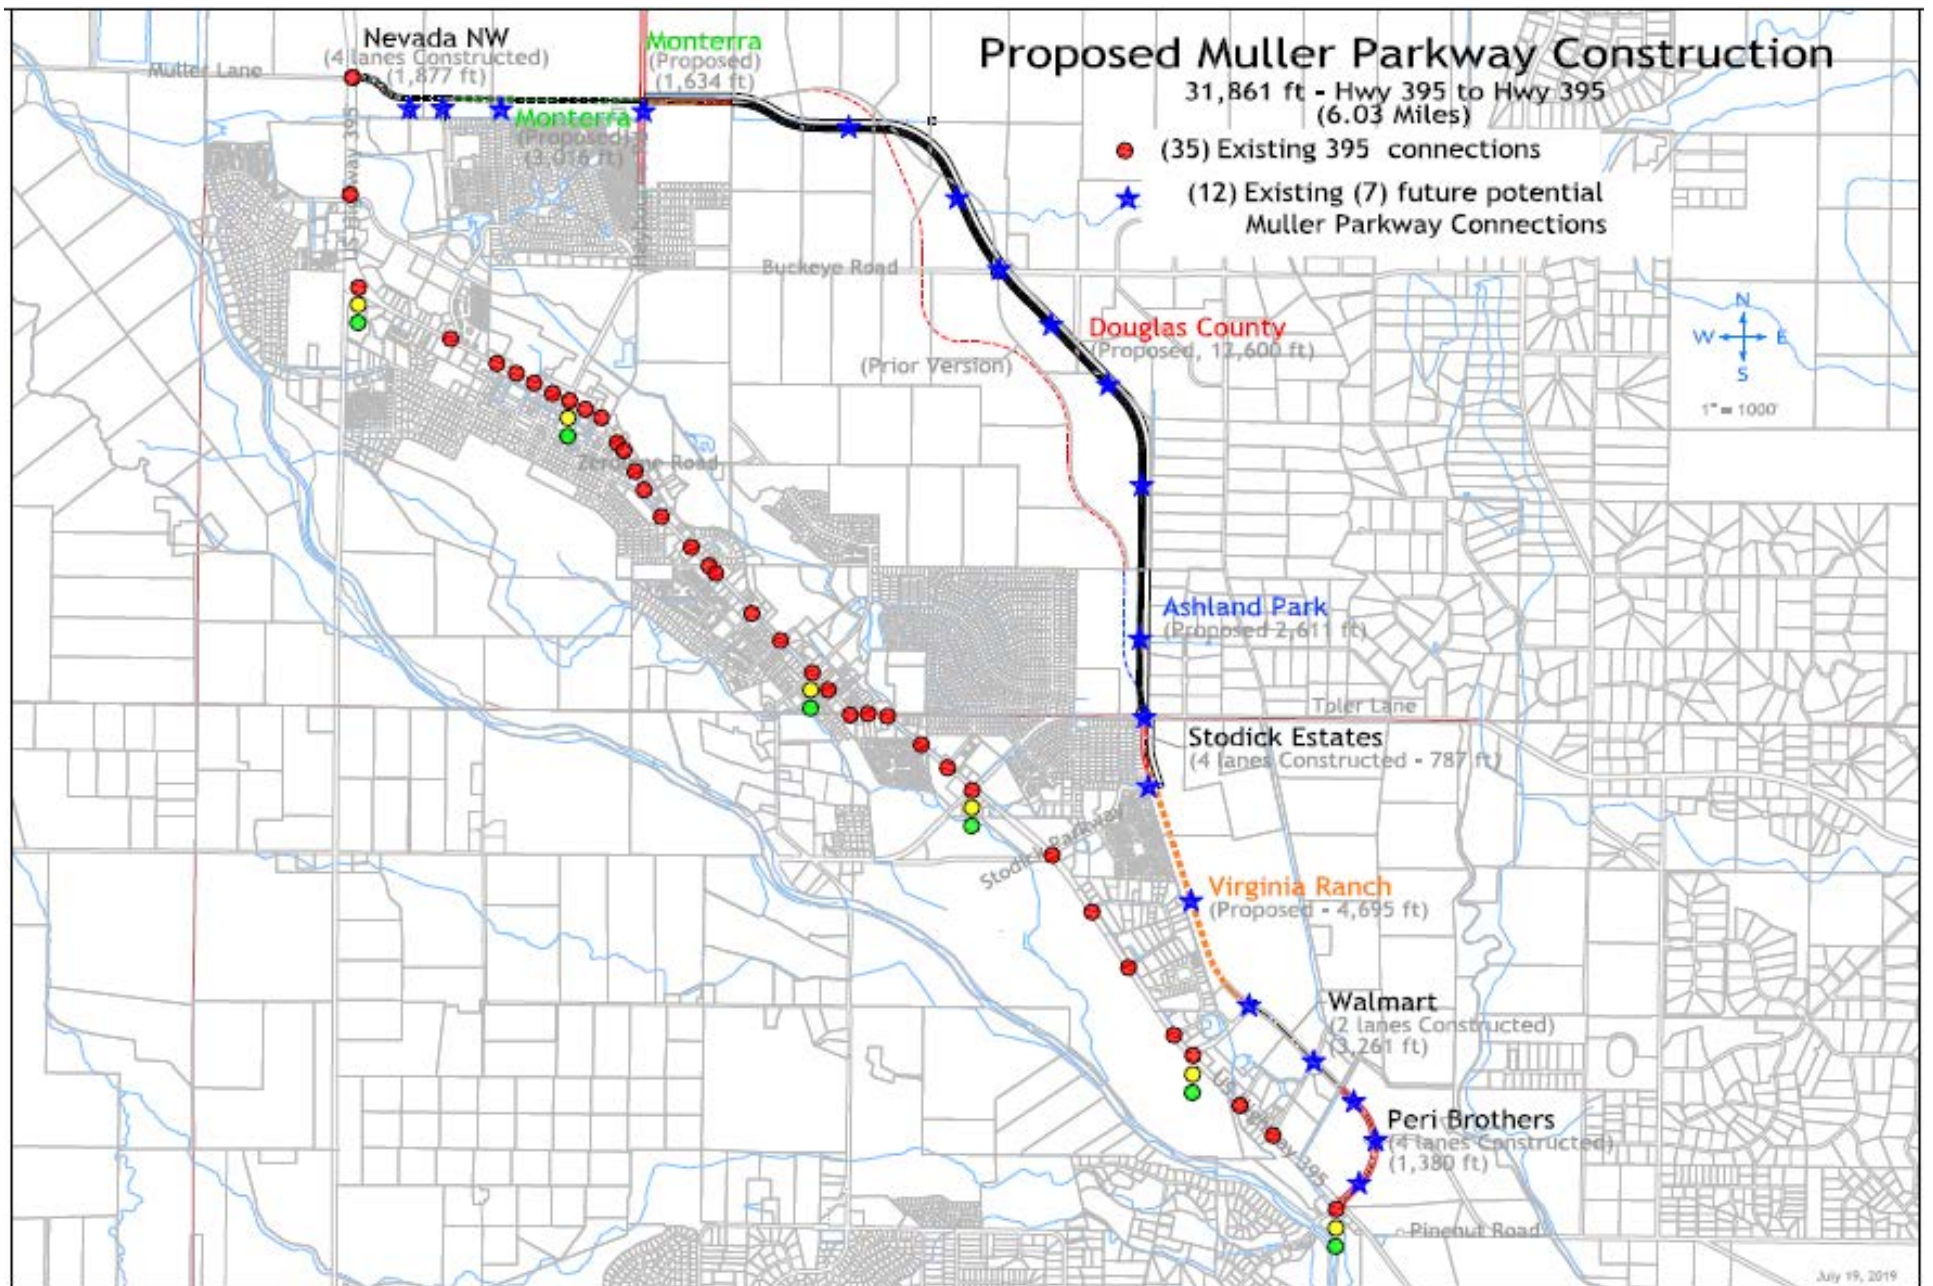 Proposed Muller Parkway Construction
31,861 ft - Hwy 395 to Hwy 395
(6.03 Miles)
(35) Existing 395 connections
(12) Existing (7) future potential
Muller Parkway Connections
Nevada NW
(4 lanes Constructed)
(1,877 ft)
Muller Lane
Monterra
(Proposed)
(1,634 ft)
Monterra
(Proposed)
(3,016 ft)
Buckeye Road
Douglas County
(Proposed, 13,600 ft)
(Prior Version)
N
W E
S
1" = 1000'
Road
Ashland Park
(Proposed 2,611 ft)
Toler Lane
Stodick Estates
(4 lanes Constructed - 787 ft)
Stodick Parkway
Virginia Ranch
(Proposed - 4,695 ft)
Walmart
(2 lanes Constructed)
(3,261 ft)
Peri Brothers
(4 lanes Constructed)
(1,380 ft)
395
Pinenut Road
July 19, 2019